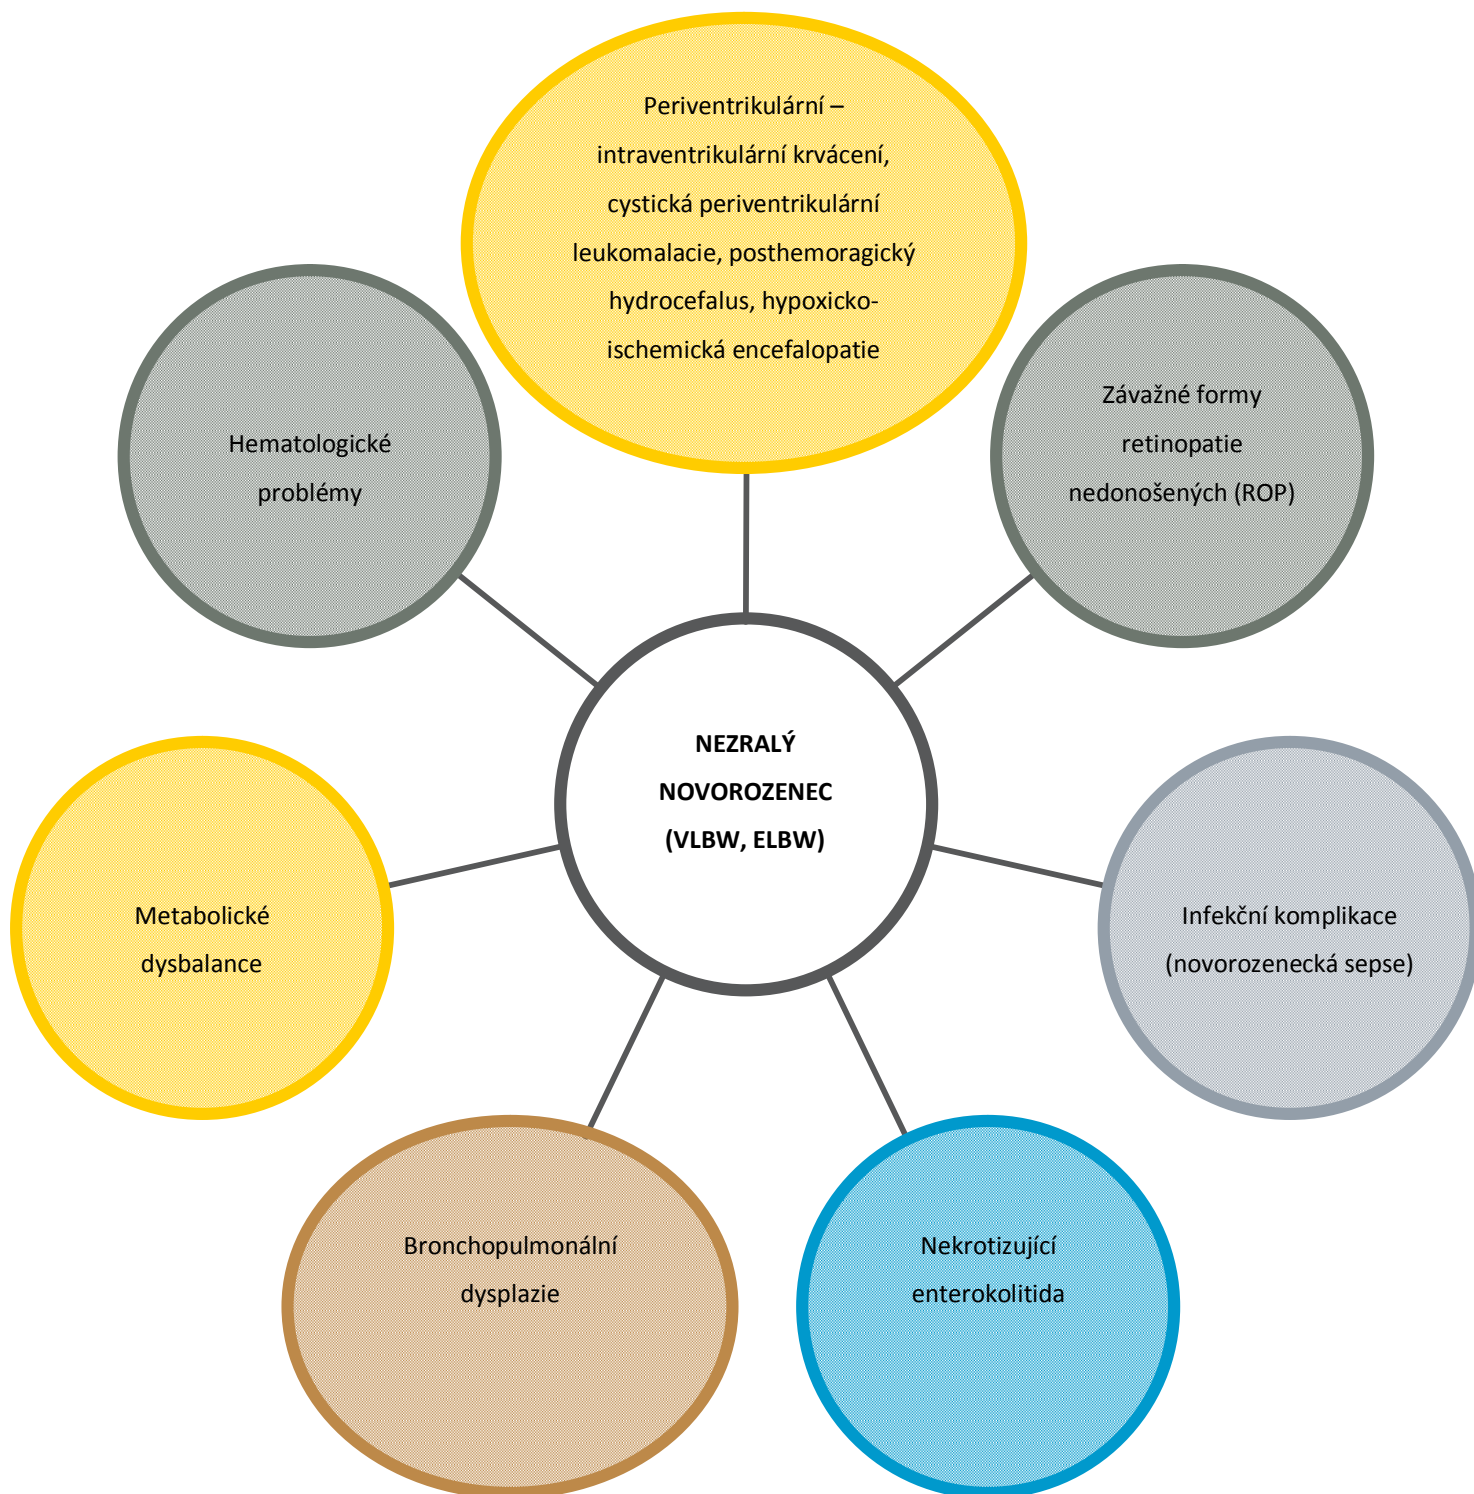 Periventrikulární –
intraventrikulární krvácení,
cystická periventrikulární
leukomalacie, posthemoragický
hydrocefalus, hypoxicko-
ischemická encefalopatie
Závažné formy
retinopatie
nedonošených (ROP)
Hematologické
problémy
NEZRALÝ
NOVOROZENEC
(VLBW, ELBW)
Metabolické
dysbalance
Infekční komplikace
(novorozenecká sepse)
Bronchopulmonální
dysplazie
Nekrotizující
enterokolitida